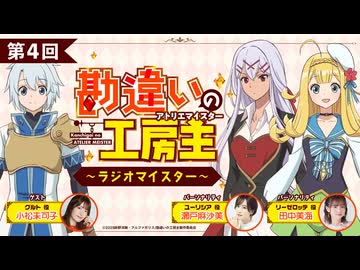 第4回
勘違いの
アトリエマイスター
Kanchigai no
ATELIER MEISTER
工房主
～ラジオマイスター～
ゲスト
クルト 役
小松未可子
パーソナリティ
ユーリシア 役
瀬戸麻沙美
パーソナリティ
リーゼロッテ 役
田中美海